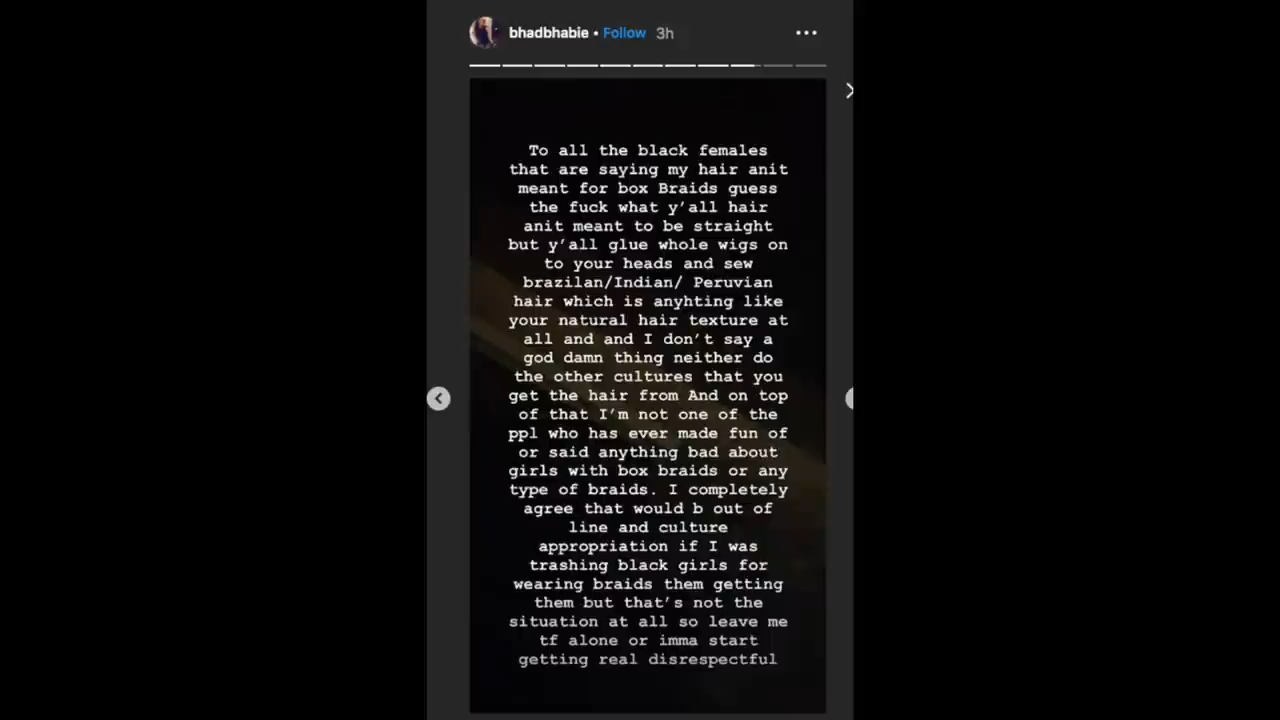 bhadbhabie • Follow 3h
To all the black females
that are saying my hair anit
meant for box Braids guess
the fuck what y'all hair
anit meant to be straight
but y'all glue whole wigs on
to your heads and sew
brazilan/Indian/ Peruvian
hair which is anyhting like
your natural hair texture at
all and and I don't say a
god damn thing neither do
the other cultures that you
get the hair from And on top
of that I'm not one of the
ppl who has ever made fun of
or said anything bad about
girls with box braids or any
type of braids. I completely
agree that would b out of
line and culture
appropriation if I was
trashing black girls for
wearing braids them getting
them but that's not the
situation at all so leave me
tf alone or imma start
getting real disrespectful